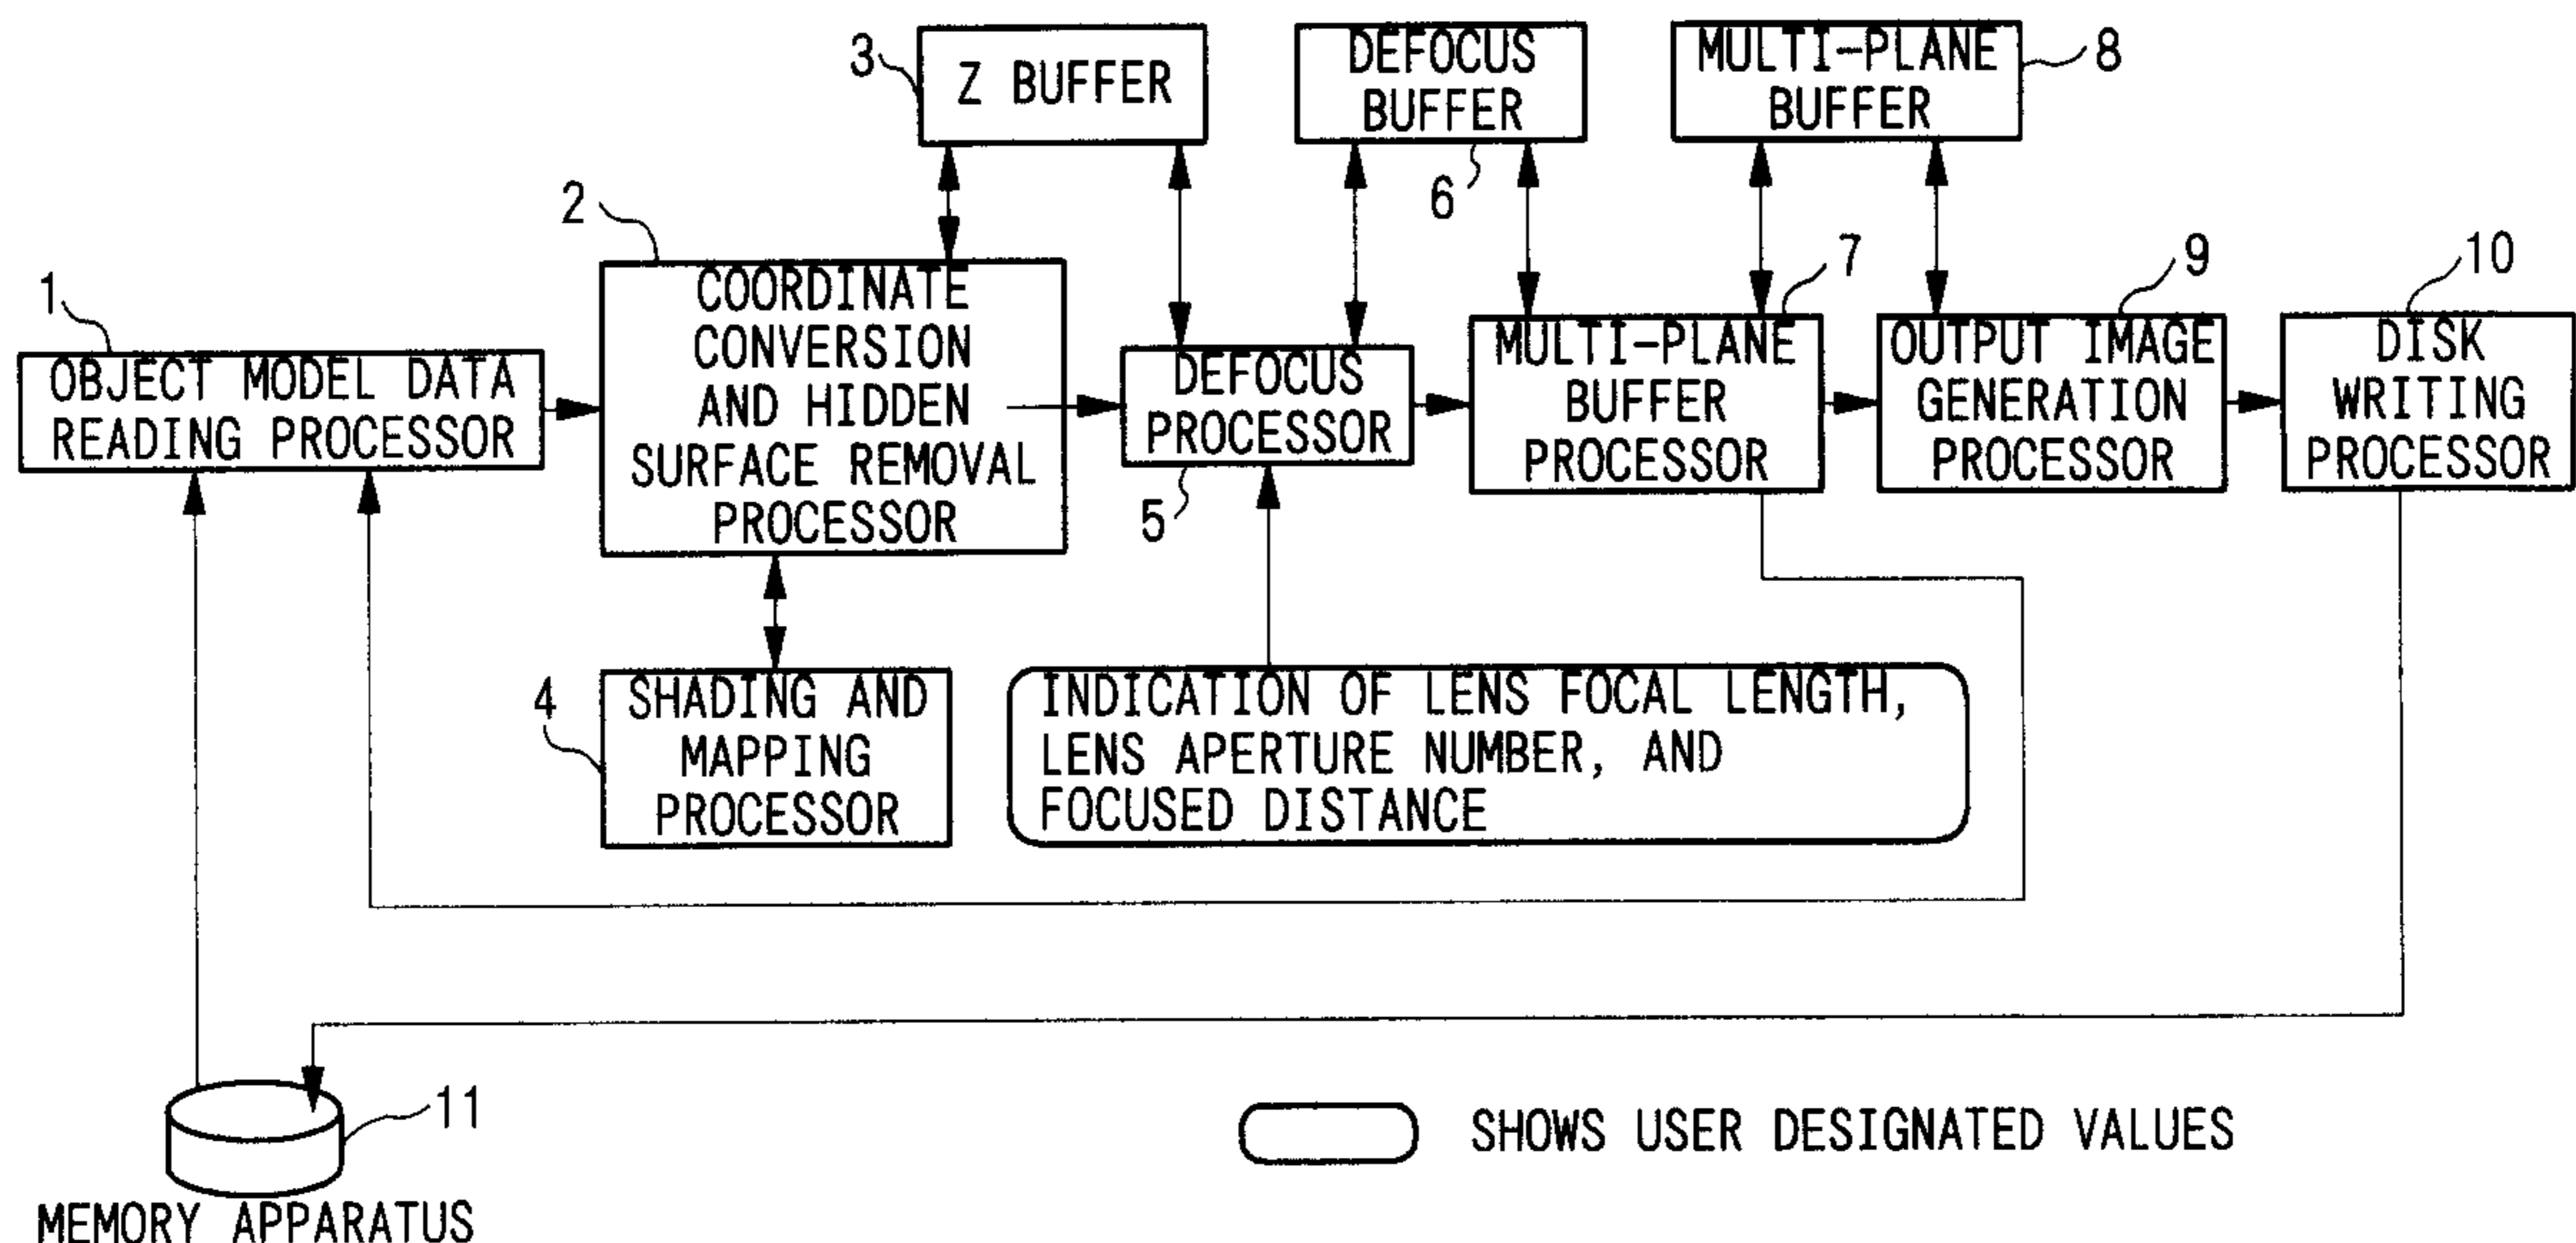 3
Z BUFFER
DEFOCUS
BUFFER
6
MULTI-PLANE
BUFFER
8
1
OBJECT MODEL DATA
READING PROCESSOR
2
COORDINATE
CONVERSION
AND HIDDEN
SURFACE REMOVAL
PROCESSOR
DEFOCUS
PROCESSOR
5
7
MULTI-PLANE
BUFFER
PROCESSOR
9
OUTPUT IMAGE
GENERATION
PROCESSOR
10
DISK
WRITING
PROCESSOR
4
SHADING AND
MAPPING
PROCESSOR
INDICATION OF LENS FOCAL LENGTH,
LENS APERTURE NUMBER, AND
FOCUSED DISTANCE
11
MEMORY APPARATUS
SHOWS USER DESIGNATED VALUES